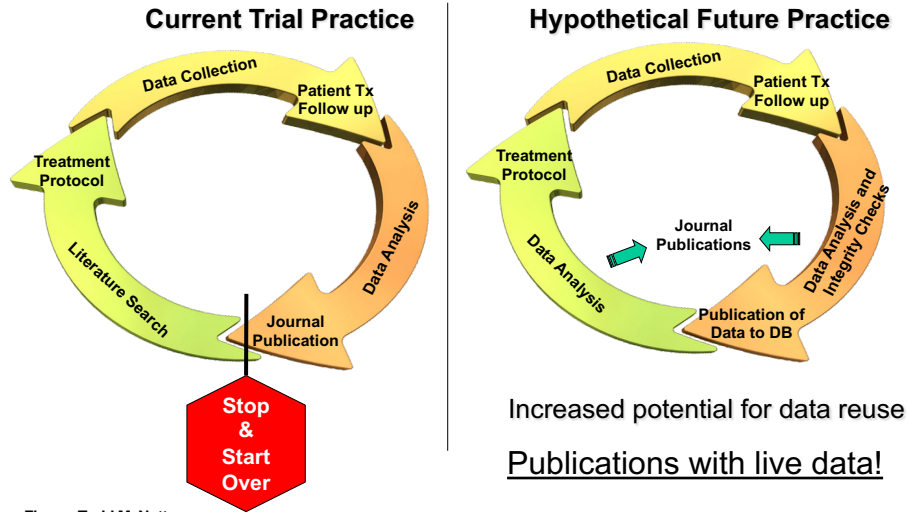 Current Trial Practice
Data Collection
Patient Tx
Follow up
Treatment
Protocol
Data Analysis
Literature Search
Journal
Publication
Stop
&
Start
Over
Hypothetical Future Practice
Data Collection
Patient Tx
Follow up
Treatment
Protocol
Data Analysis and
Integrity Checks
Journal
Publications
Data Analysis
Publication of
Data to DB
Increased potential for data reuse
Publications with live data!